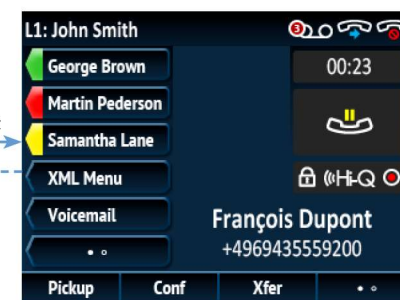 L1: John Smith
3
George Brown
00:23
Martin Pederson
Samantha Lane
XML Menu
Hi-Q
Voicemail
François Dupont
+4969435559200
Pickup Conf Xfer